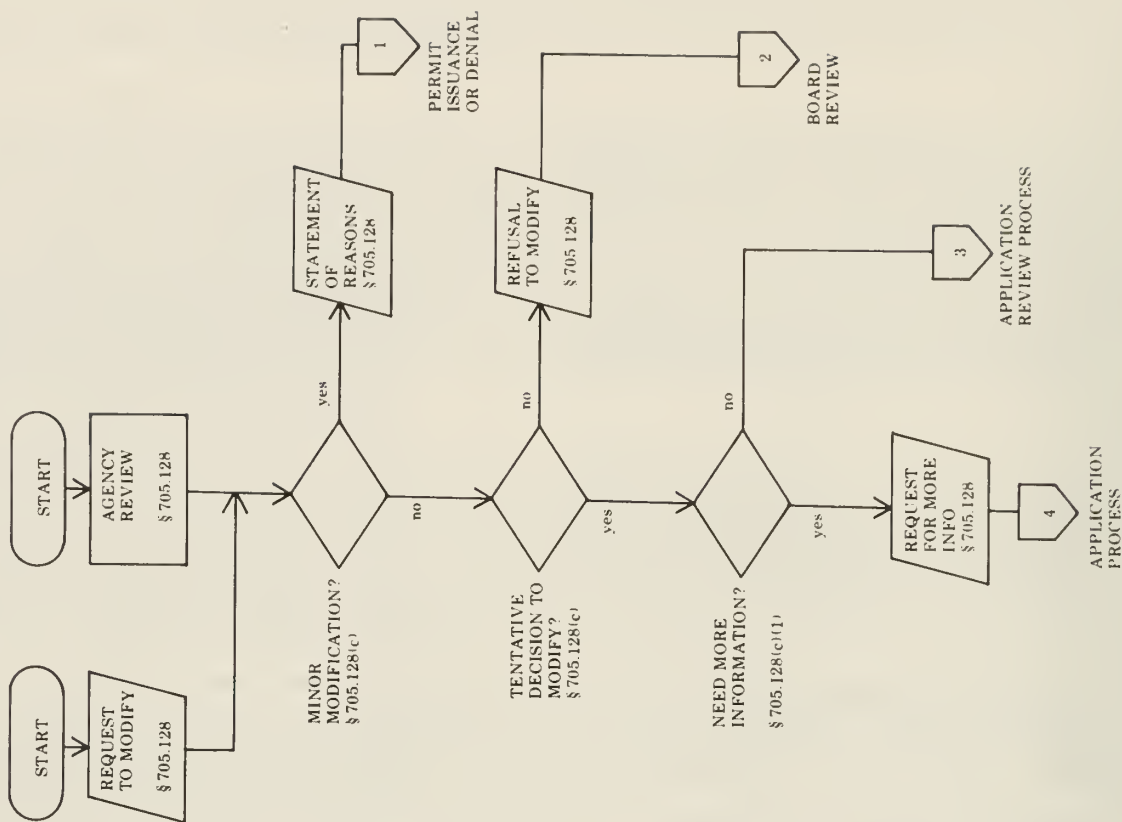 START
REQUEST
TO MODIFY
§ 705.128
START
AGENCY
REVIEW
§ 705.128
MINOR
MODIFICATION?
§ 705.128(c)
yes
no
STATEMENT
OF
REASONS
§ 705.128
1
PERMIT
ISSUANCE
OR DENIAL
TENTATIVE
DECISION TO
MODIFY?
§ 705.128(c)
no
yes
REFUSAL
TO MODIFY
§ 705 128
2
BOARD
REVIEW
NEED MORE
INFORMATION?
§ 705.128(c)(1)
no
yes
3
APPLICATION
REVIEW PROCESS
REQUEST
FOR MORE
INFO
§ 705.128
4
APPLICATION
PROCESS